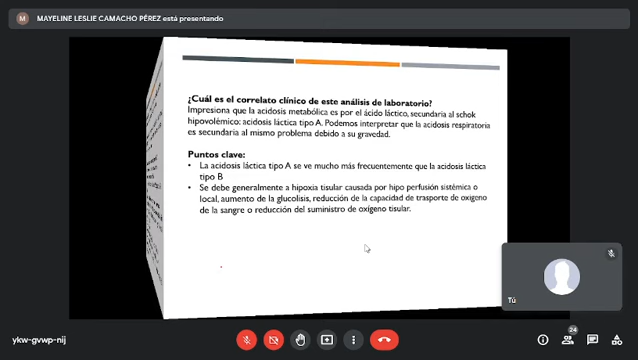 M
MAYELINE LESLIE CAMACHO PÉREZ está presentando
¿Cuál es el correlato clínico de este análisis de laboratorio?
Impresiona que la acidosis metabólica es por el ácido láctico, secundaria al schok
hipovolémico; acidosis láctica tipo A. Podemos interpretar que la acidosis respiratoria
es secundaria al mismo problema debido a su gravedad.
Puntos clave:
• La acidosis láctica tipo A se ve mucho más frecuentemente que la acidosis láctica
tipo B
• Se debe generalmente a hipoxia tisular causada por hipo perfusión sistémica o
local, aumento de la glucolisis, reducción de la capacidad de trasporte de oxigeno
de la sangre o reducción del suministro de oxígeno tisular.
Tú
ykw-gvwp-nij
24